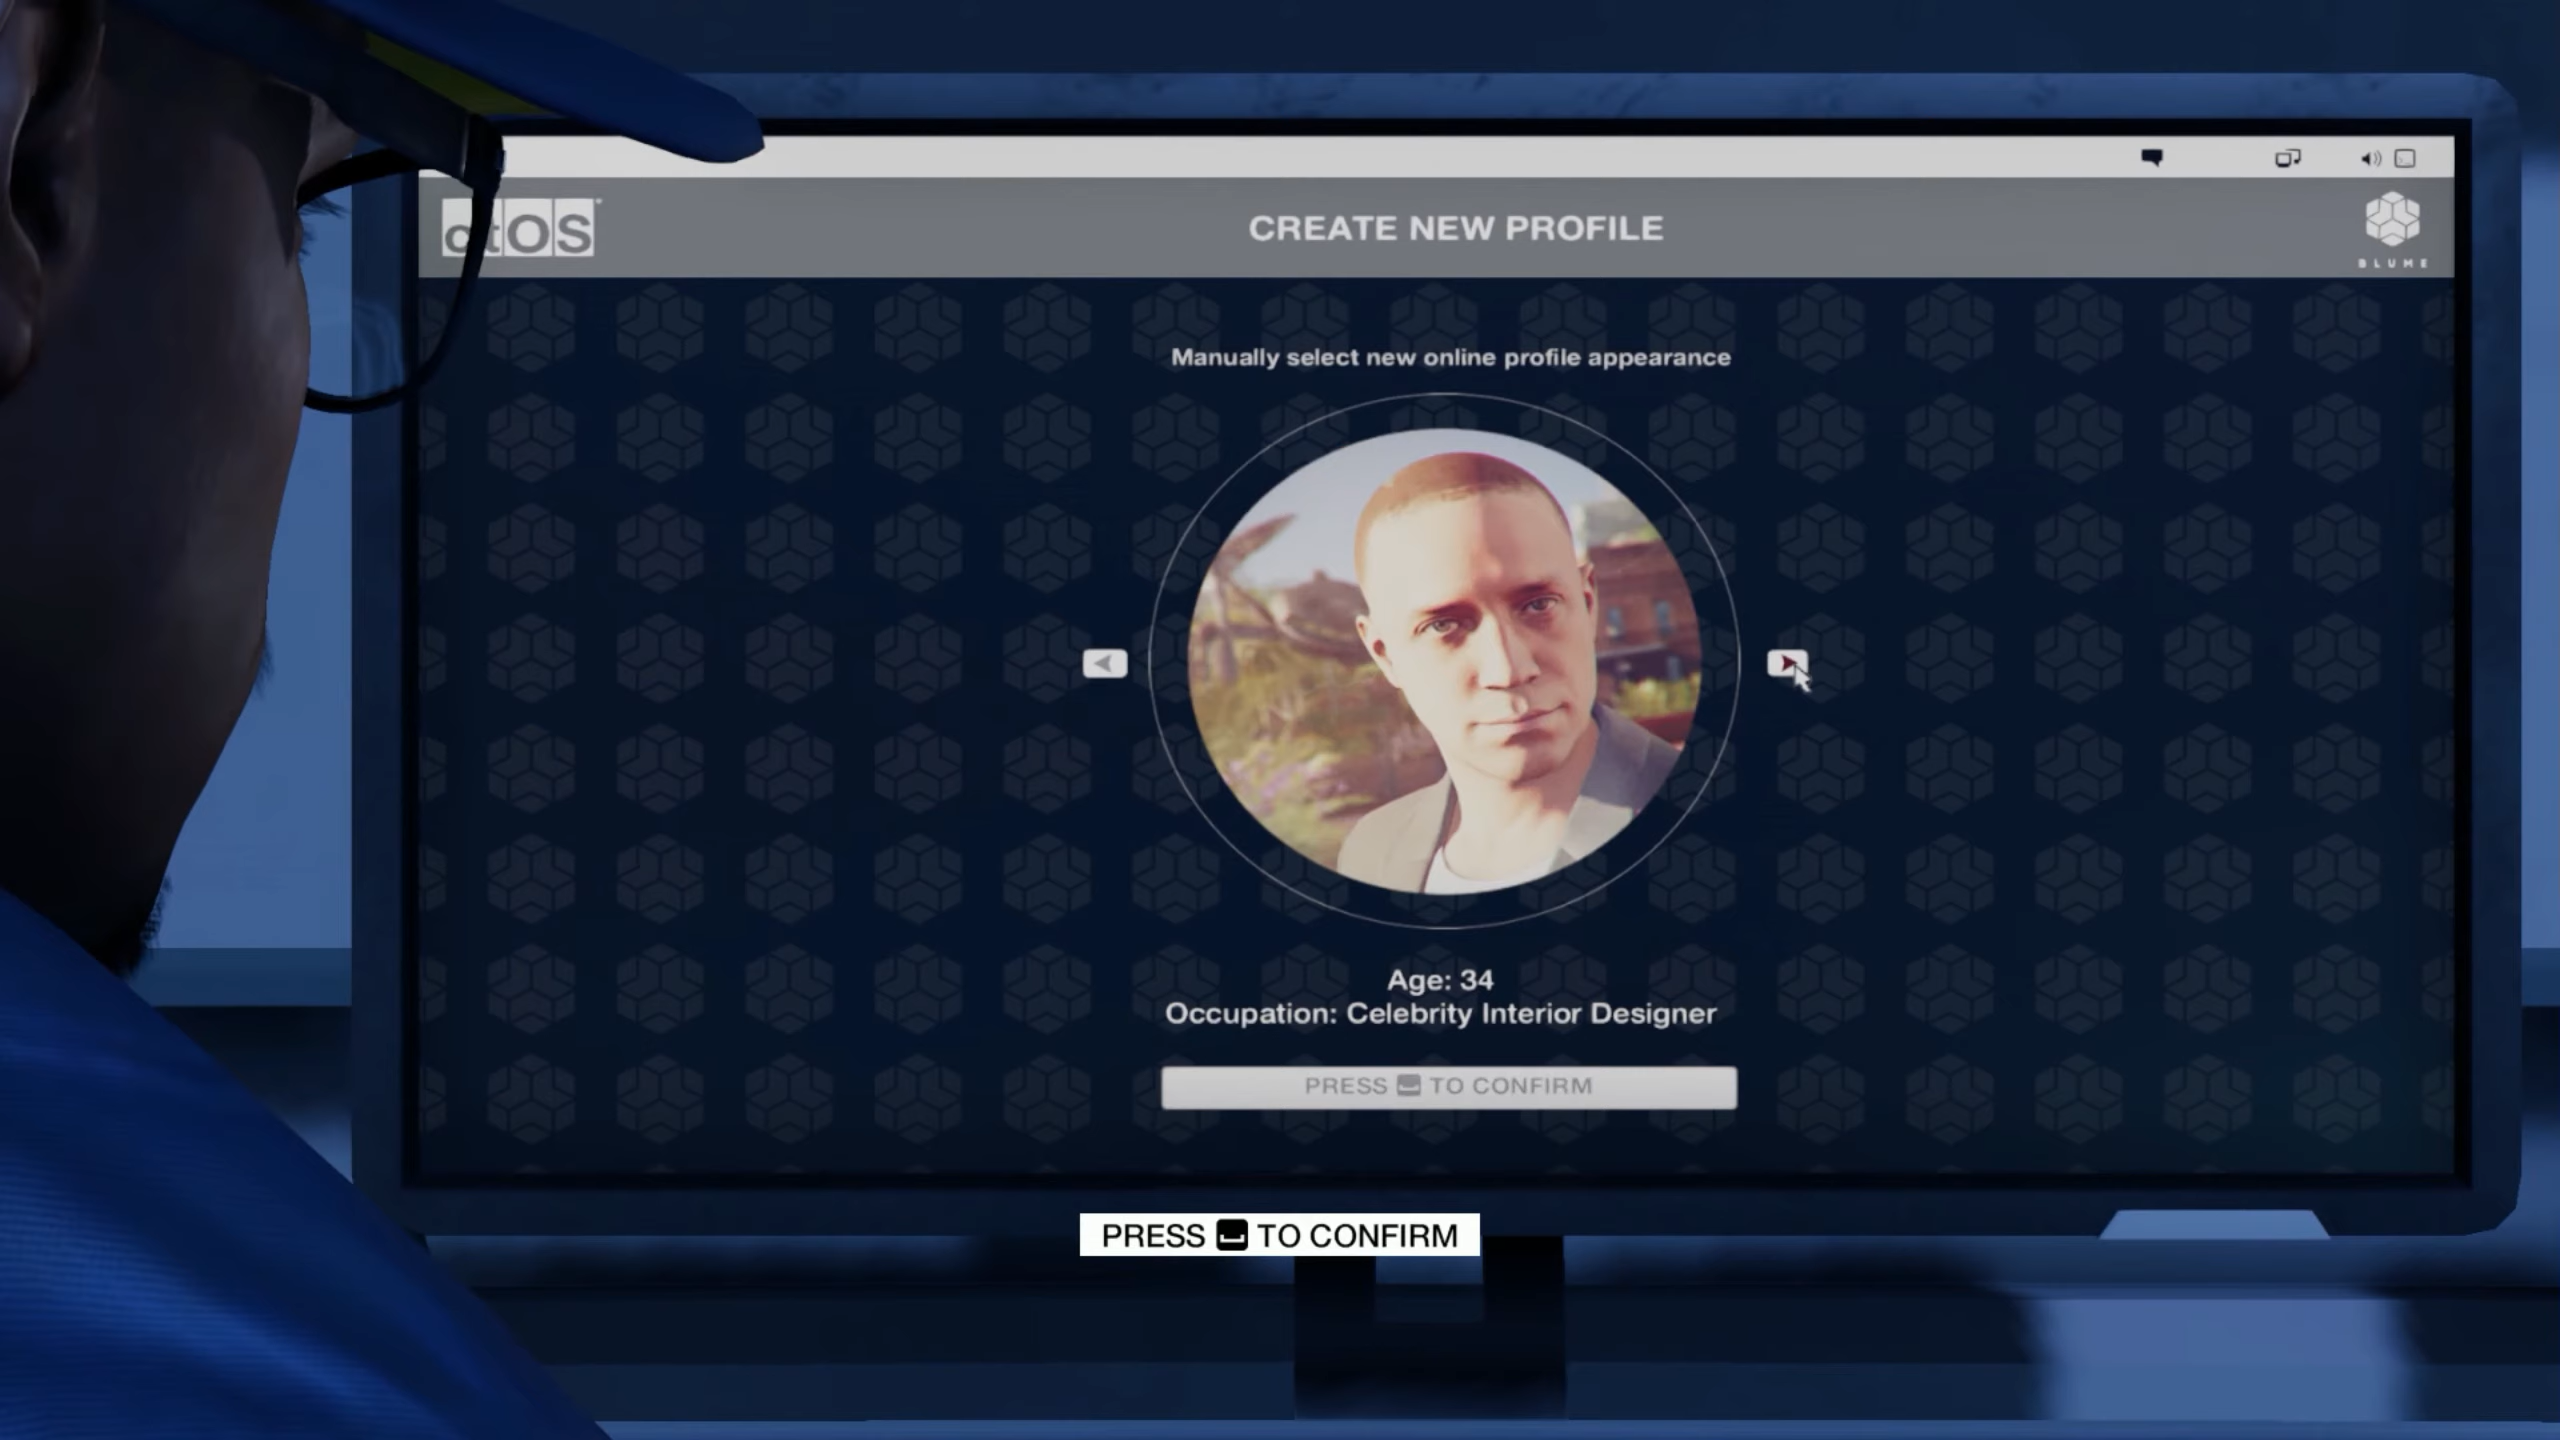 ctOS
CREATE NEW PROFILE
BLUME
Manually select new online profile appearance
Age: 34
Occupation: Celebrity Interior Designer
PRESS TO CONFIRM
PRESS TO CONFIRM